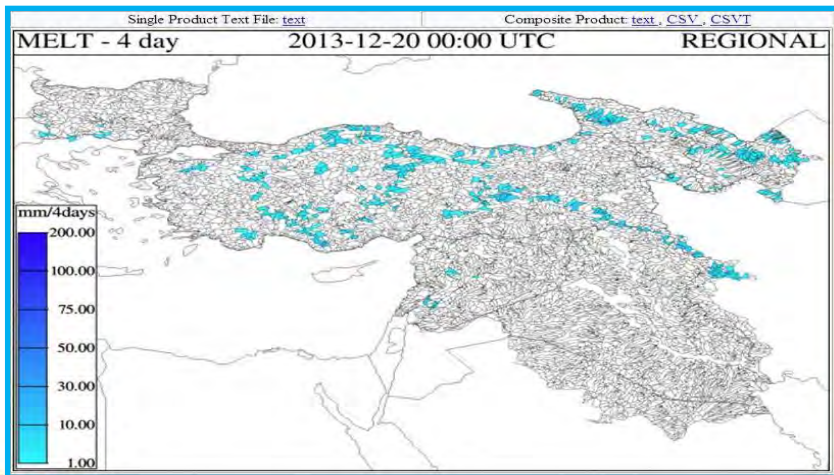 Single Product Text File: text
Composite Product: text , CSV , CSVT
MELT - 4 day 2013-12-20 00:00 UTC REGIONAL
mm/4days
200.00
100.00
75.00
50.00
30.00
10.00
1.00